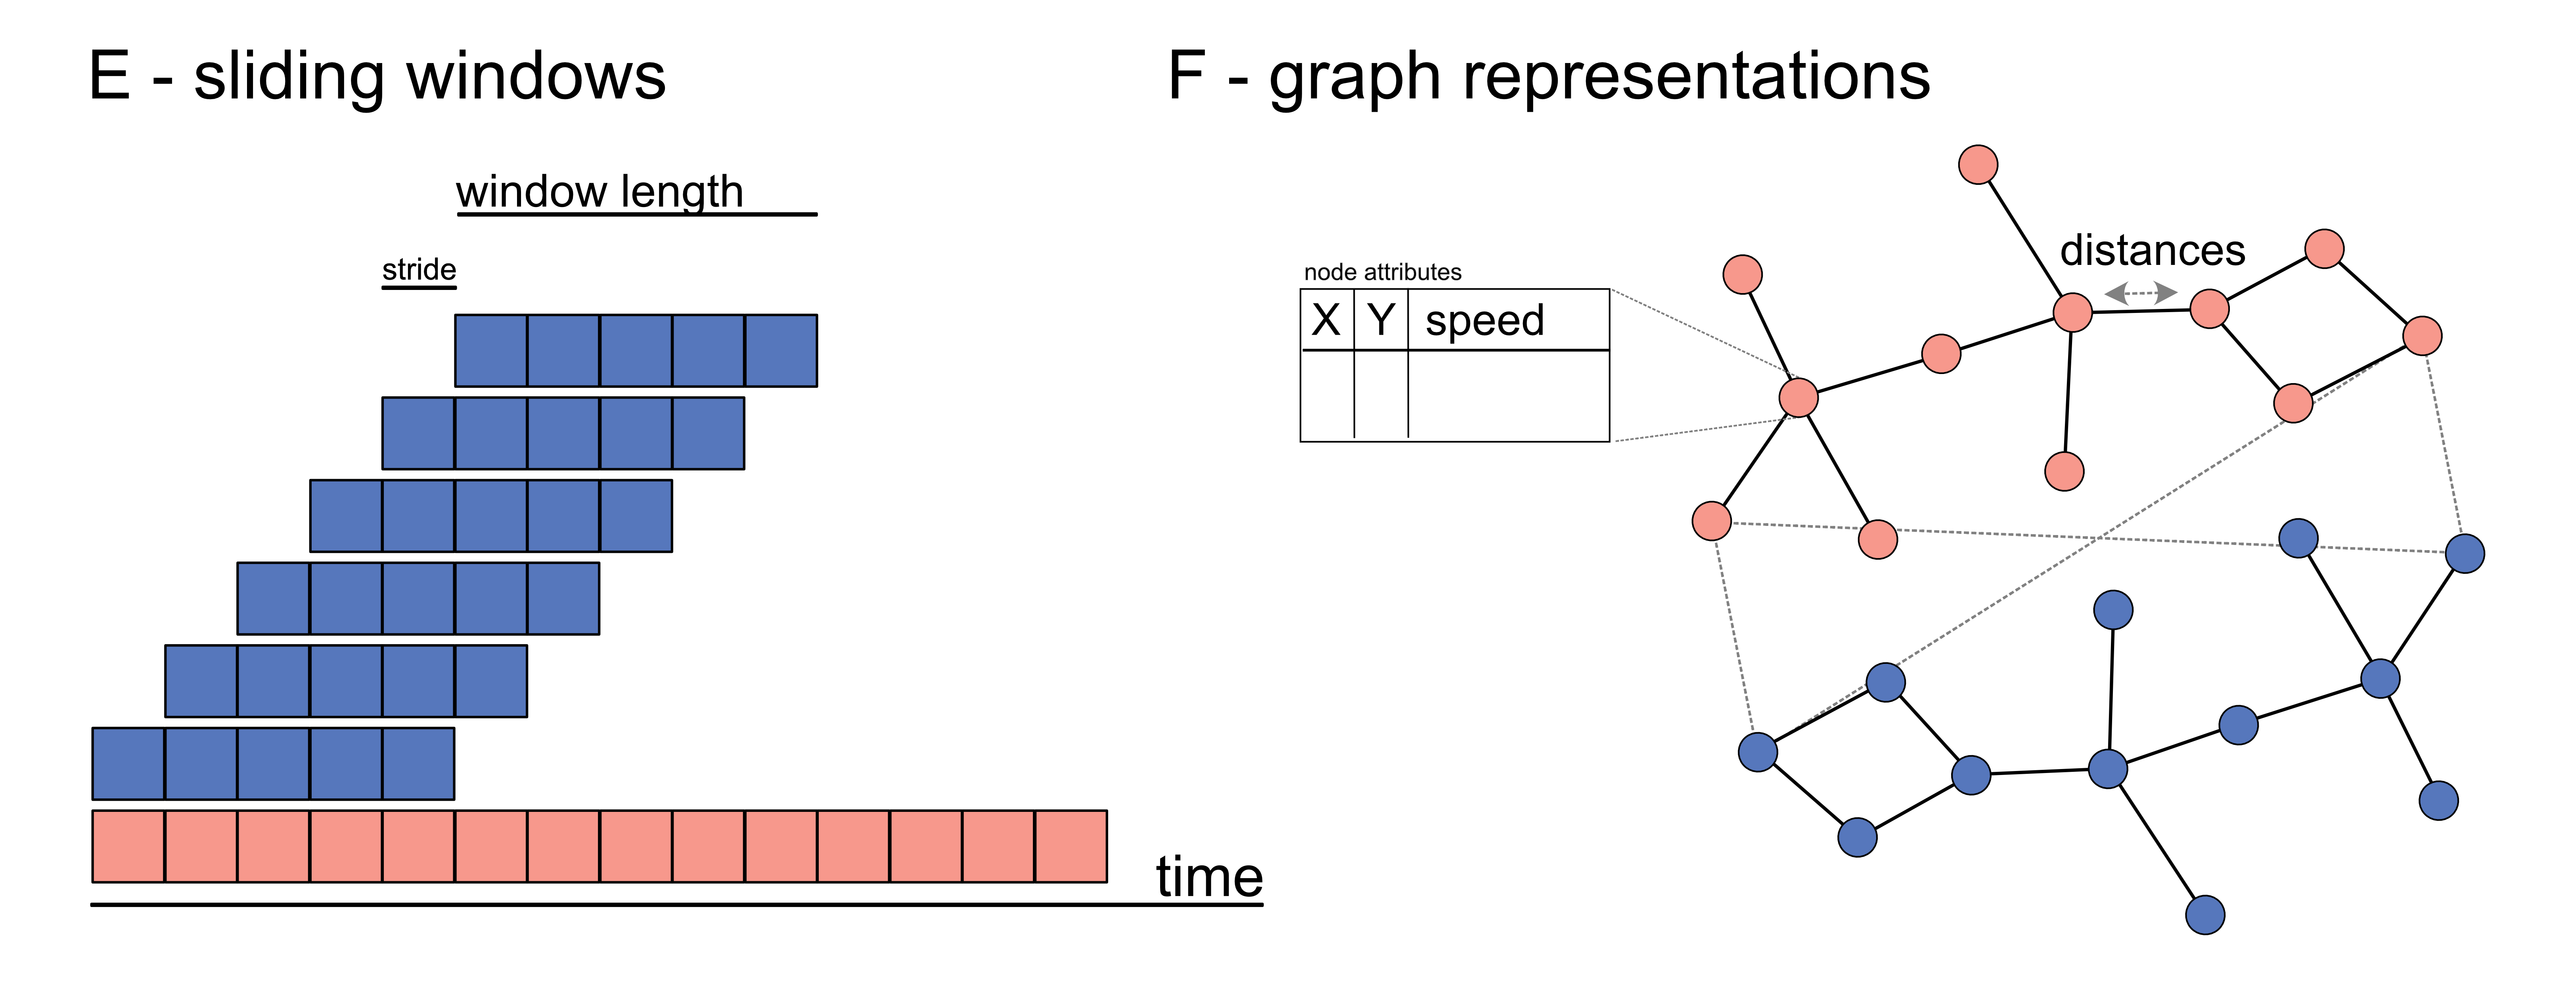 E - sliding windows
window length
stride
time
F - graph representations
distances
node attributes
X Y speed